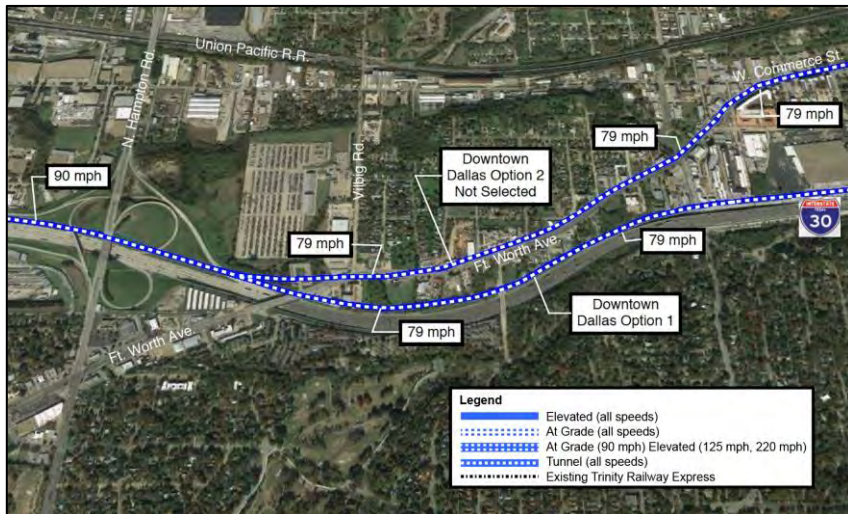 Union Pacific R.R.
N. Hampton Rd.
W. Commerce St.
79 mph
Vilbig Rd.
79 mph
Downtown
Dallas Option 2
Not Selected
90 mph
INTERSTATE
30
79 mph
Ft. Worth Ave.
79 mph
79 mph
Downtown
Dallas Option 1
Ft. Worth Ave.
Legend
Elevated (all speeds)
At Grade (all speeds)
At Grade (90 mph) Elevated (125 mph, 220 mph)
Tunnel (all speeds)
Existing Trinity Railway Express